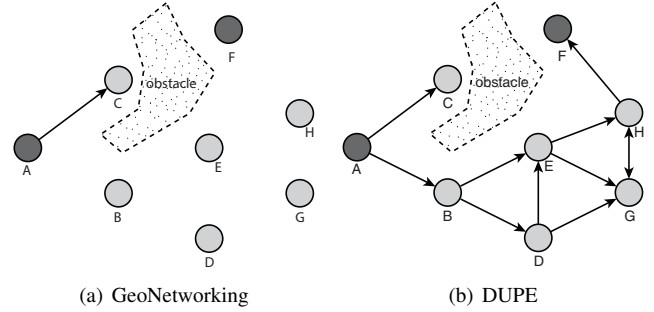 F
C
obstacle
H
A
E
B
G
D
(a) GeoNetworking
F
C
obstacle
H
A
E
B
G
D
(b) DUPE